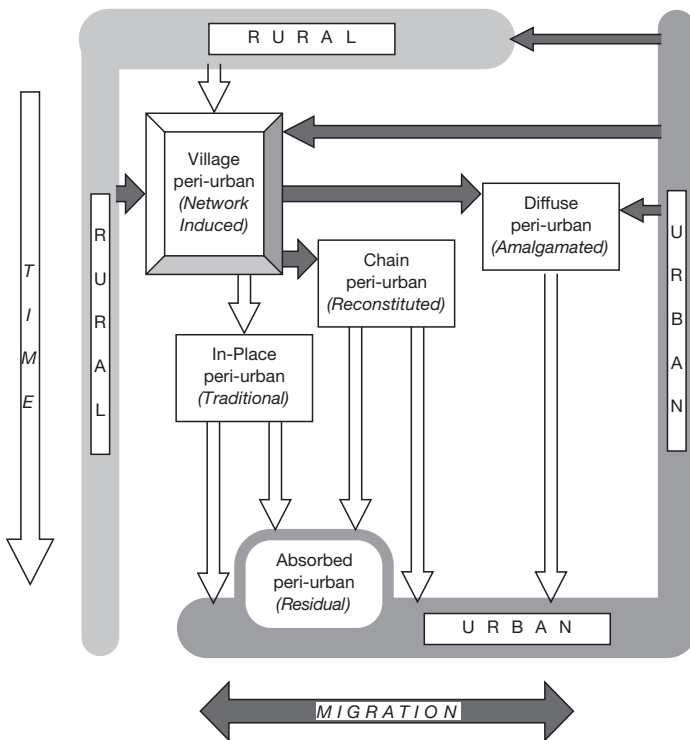 R U R A L
Village
peri-urban
(Network
Induced)
Diffuse
peri-urban
(Amalgamated)
Chain
peri-urban
(Reconstituted)
In-Place
peri-urban
(Traditional)
Absorbed
peri-urban
(Residual)
T I M E
R U R A L
U R B A N
U R B A N
M I G R A T I O N